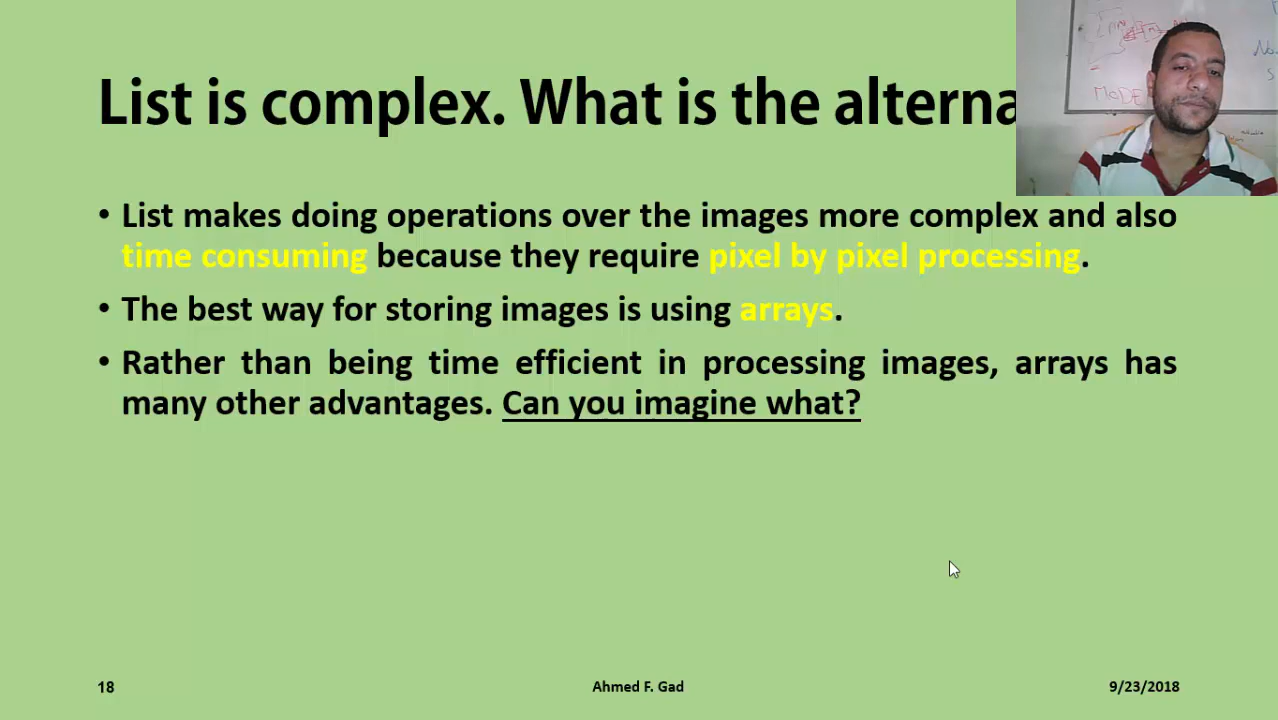 List is complex. What is the alterna
• List makes doing operations over the images more complex and also
time consuming because they require pixel by pixel processing.
• The best way for storing images is using arrays.
• Rather than being time efficient in processing images, arrays has
many other advantages. Can you imagine what?
18
Ahmed F. Gad
9/23/2018